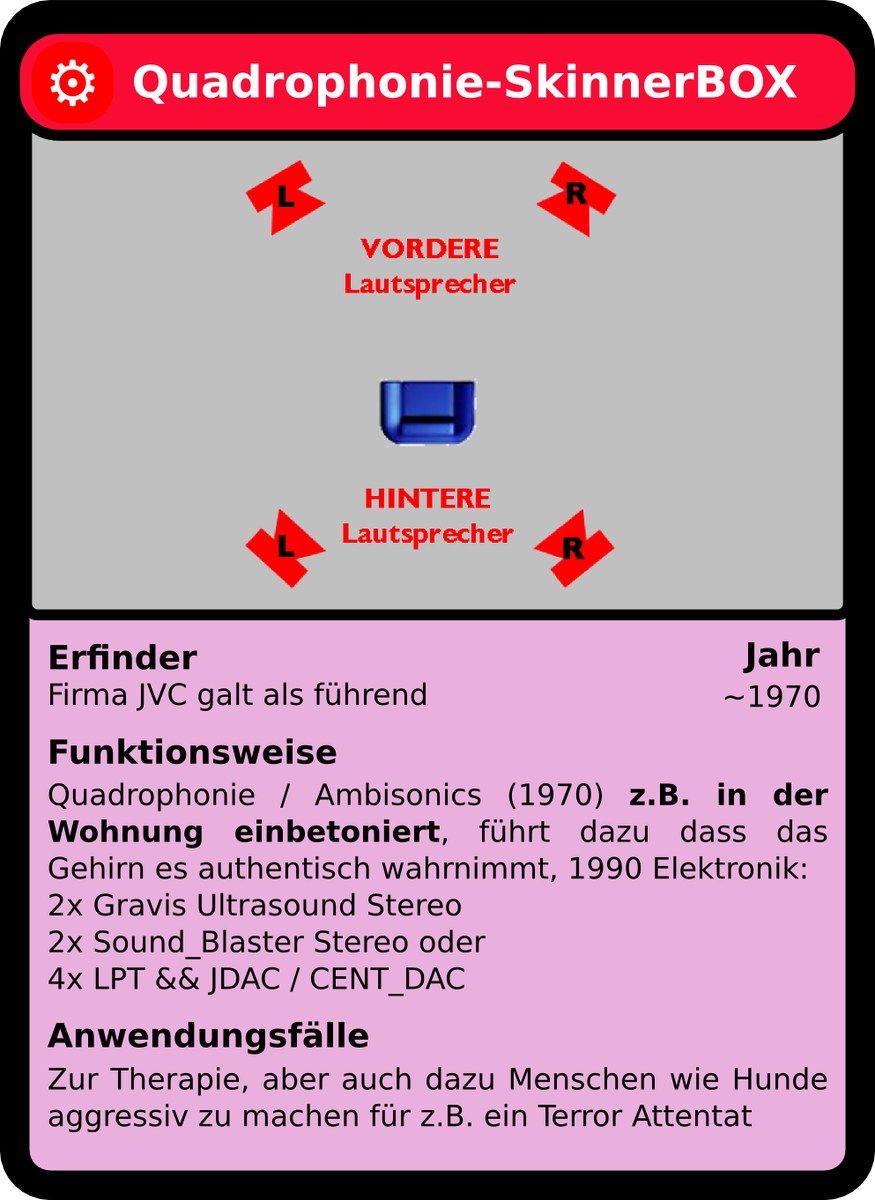 Quadrophonie-SkinnerBOX
L
R
VORDERE
Lautsprecher
HINTERE
Lautsprecher
L
R
Erfinder
Jahr
Firma JVC galt als führend
~1970
Funktionsweise
Quadrophonie / Ambisonics (1970) z.B. in der
Wohnung einbetoniert, führt dazu dass das
Gehirn es authentisch wahrnimmt, 1990 Elektronik:
2x Gravis Ultrasound Stereo
2x Sound_Blaster Stereo oder
4x LPT && JDAC / CENT_DAC
Anwendungsfälle
Zur Therapie, aber auch dazu Menschen wie Hunde
aggressiv zu machen für z.B. ein Terror Attentat